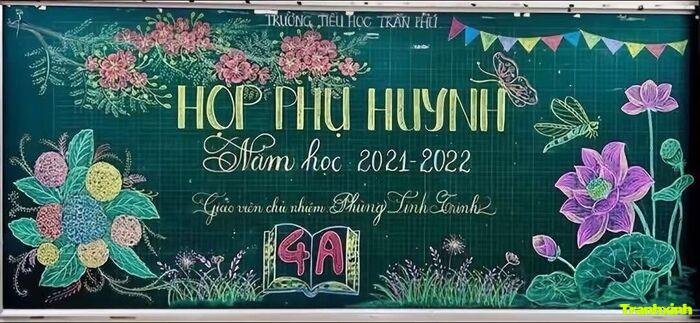 TRƯỜNG TIỂU HỌC TRẦN PHÚ
HỌP PHỤ HUYNH
Năm học 2021-2022
Giáo viên chủ nhiệm Phùng Tình Trinh
4A
Tranhxinh